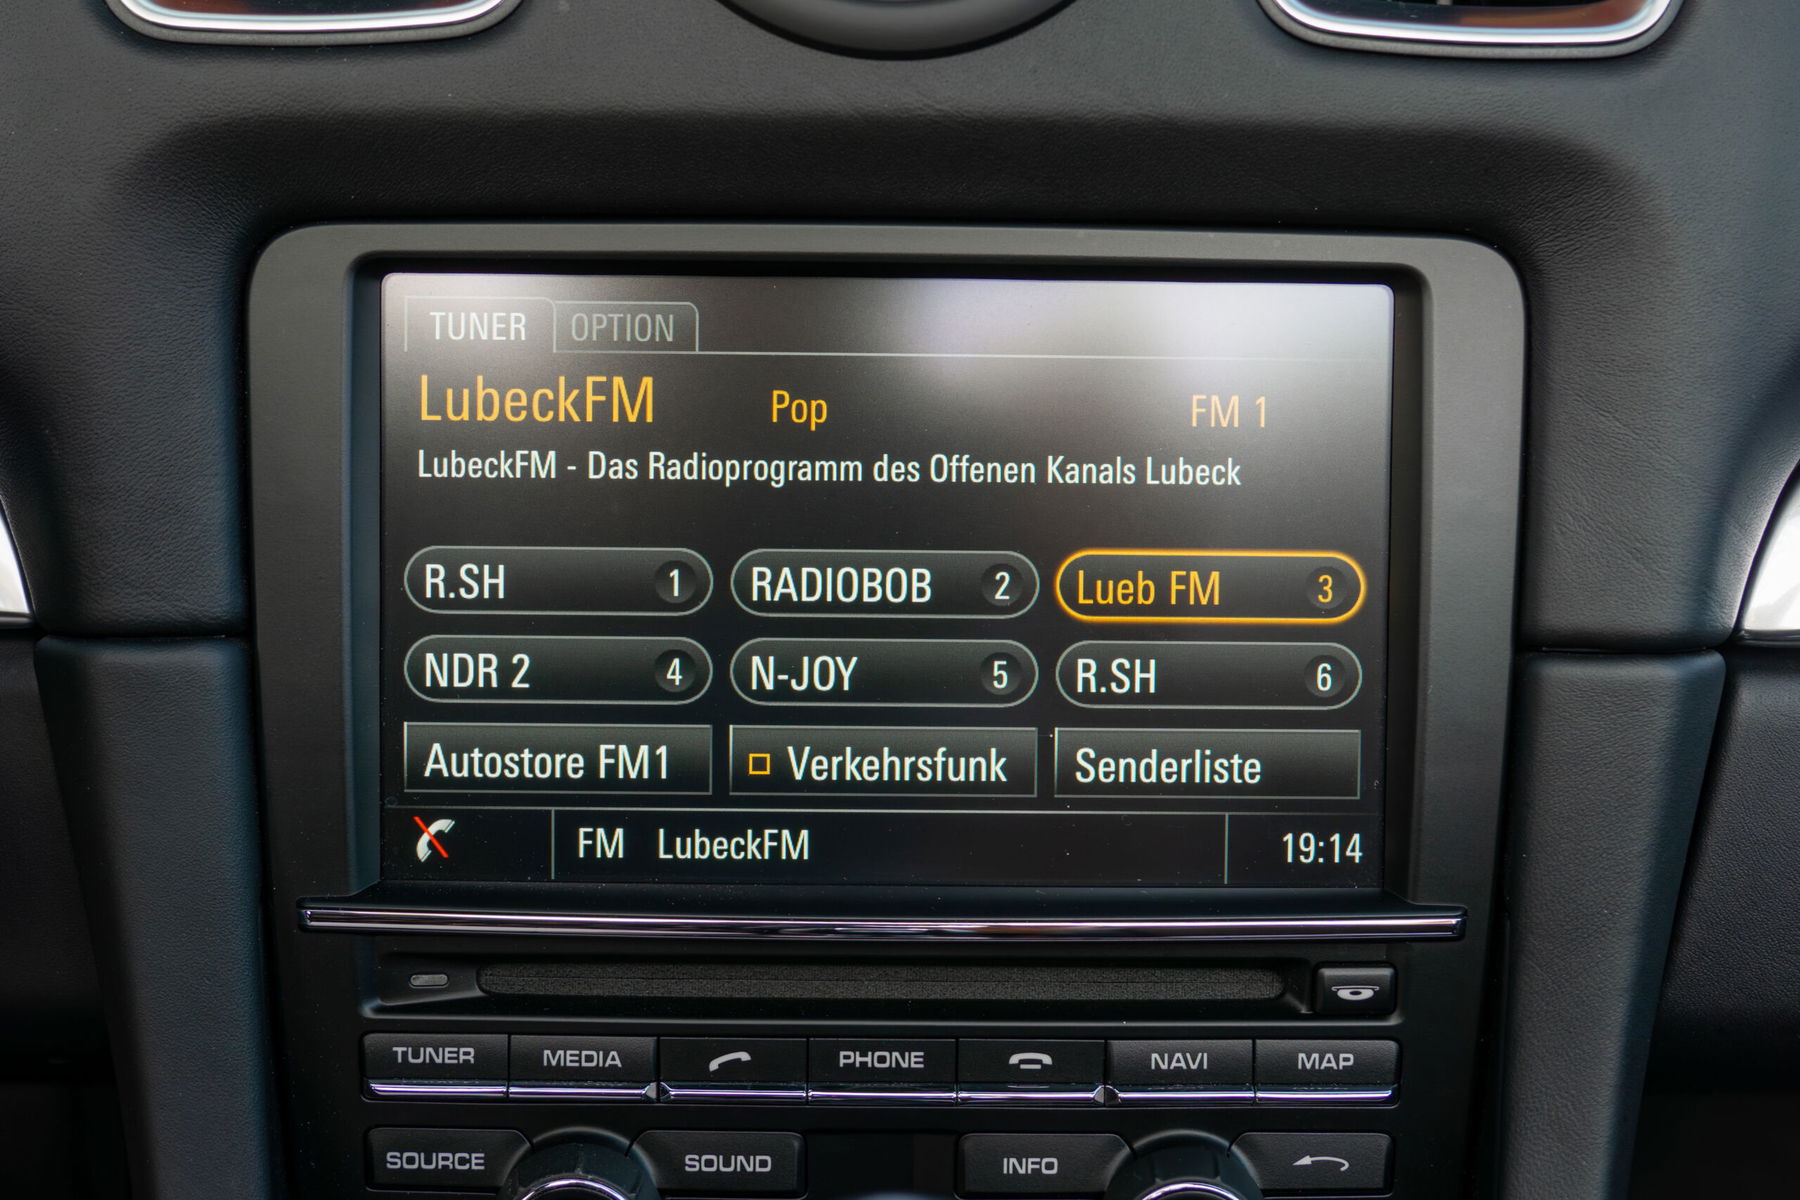 TUNER OPTION
LubeckFM Pop FM 1
LubeckFM - Das Radioprogramm des Offenen Kanals Lubeck
R.SH 1 RADIOBOB 2 Lueb FM 3
NDR 2 4 N-JOY 5 R.SH 6
Autostore FM1 Verkehrsfunk Senderliste
FM LubeckFM 19:14
TUNER MEDIA PHONE NAVI MAP
SOURCE SOUND INFO